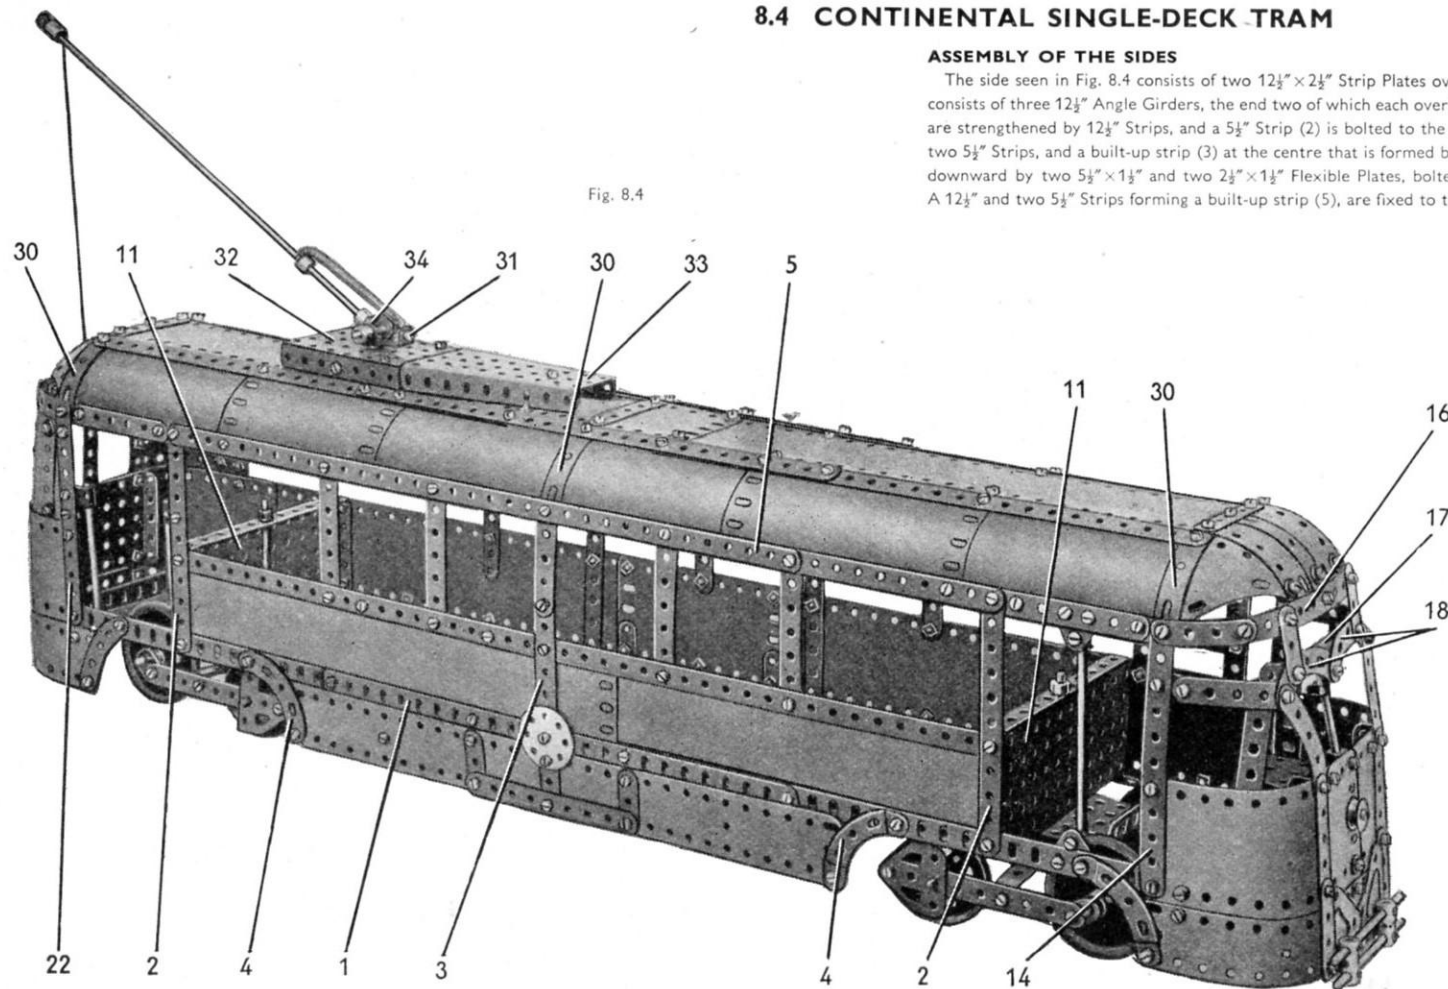 8.4 CONTINENTAL SINGLE-DECK TRAM
ASSEMBLY OF THE SIDES
The side seen in Fig. 8.4 consists of two 12½″ × 2½″ Strip Plates ov
consists of three 12½″ Angle Girders, the end two of which each over
are strengthened by 12½″ Strips, and a 5½″ Strip (2) is bolted to the
two 5½″ Strips, and a built-up strip (3) at the centre that is formed b
downward by two 5½″ × 1½″ and two 2½″ × 1½″ Flexible Plates, bolte
A 12½″ and two 5½″ Strips forming a built-up strip (5), are fixed to t
Fig. 8.4
30 11 32 34 31 30 33 5
11 30 16
17
18
22 2 4 1 3 4 2 14